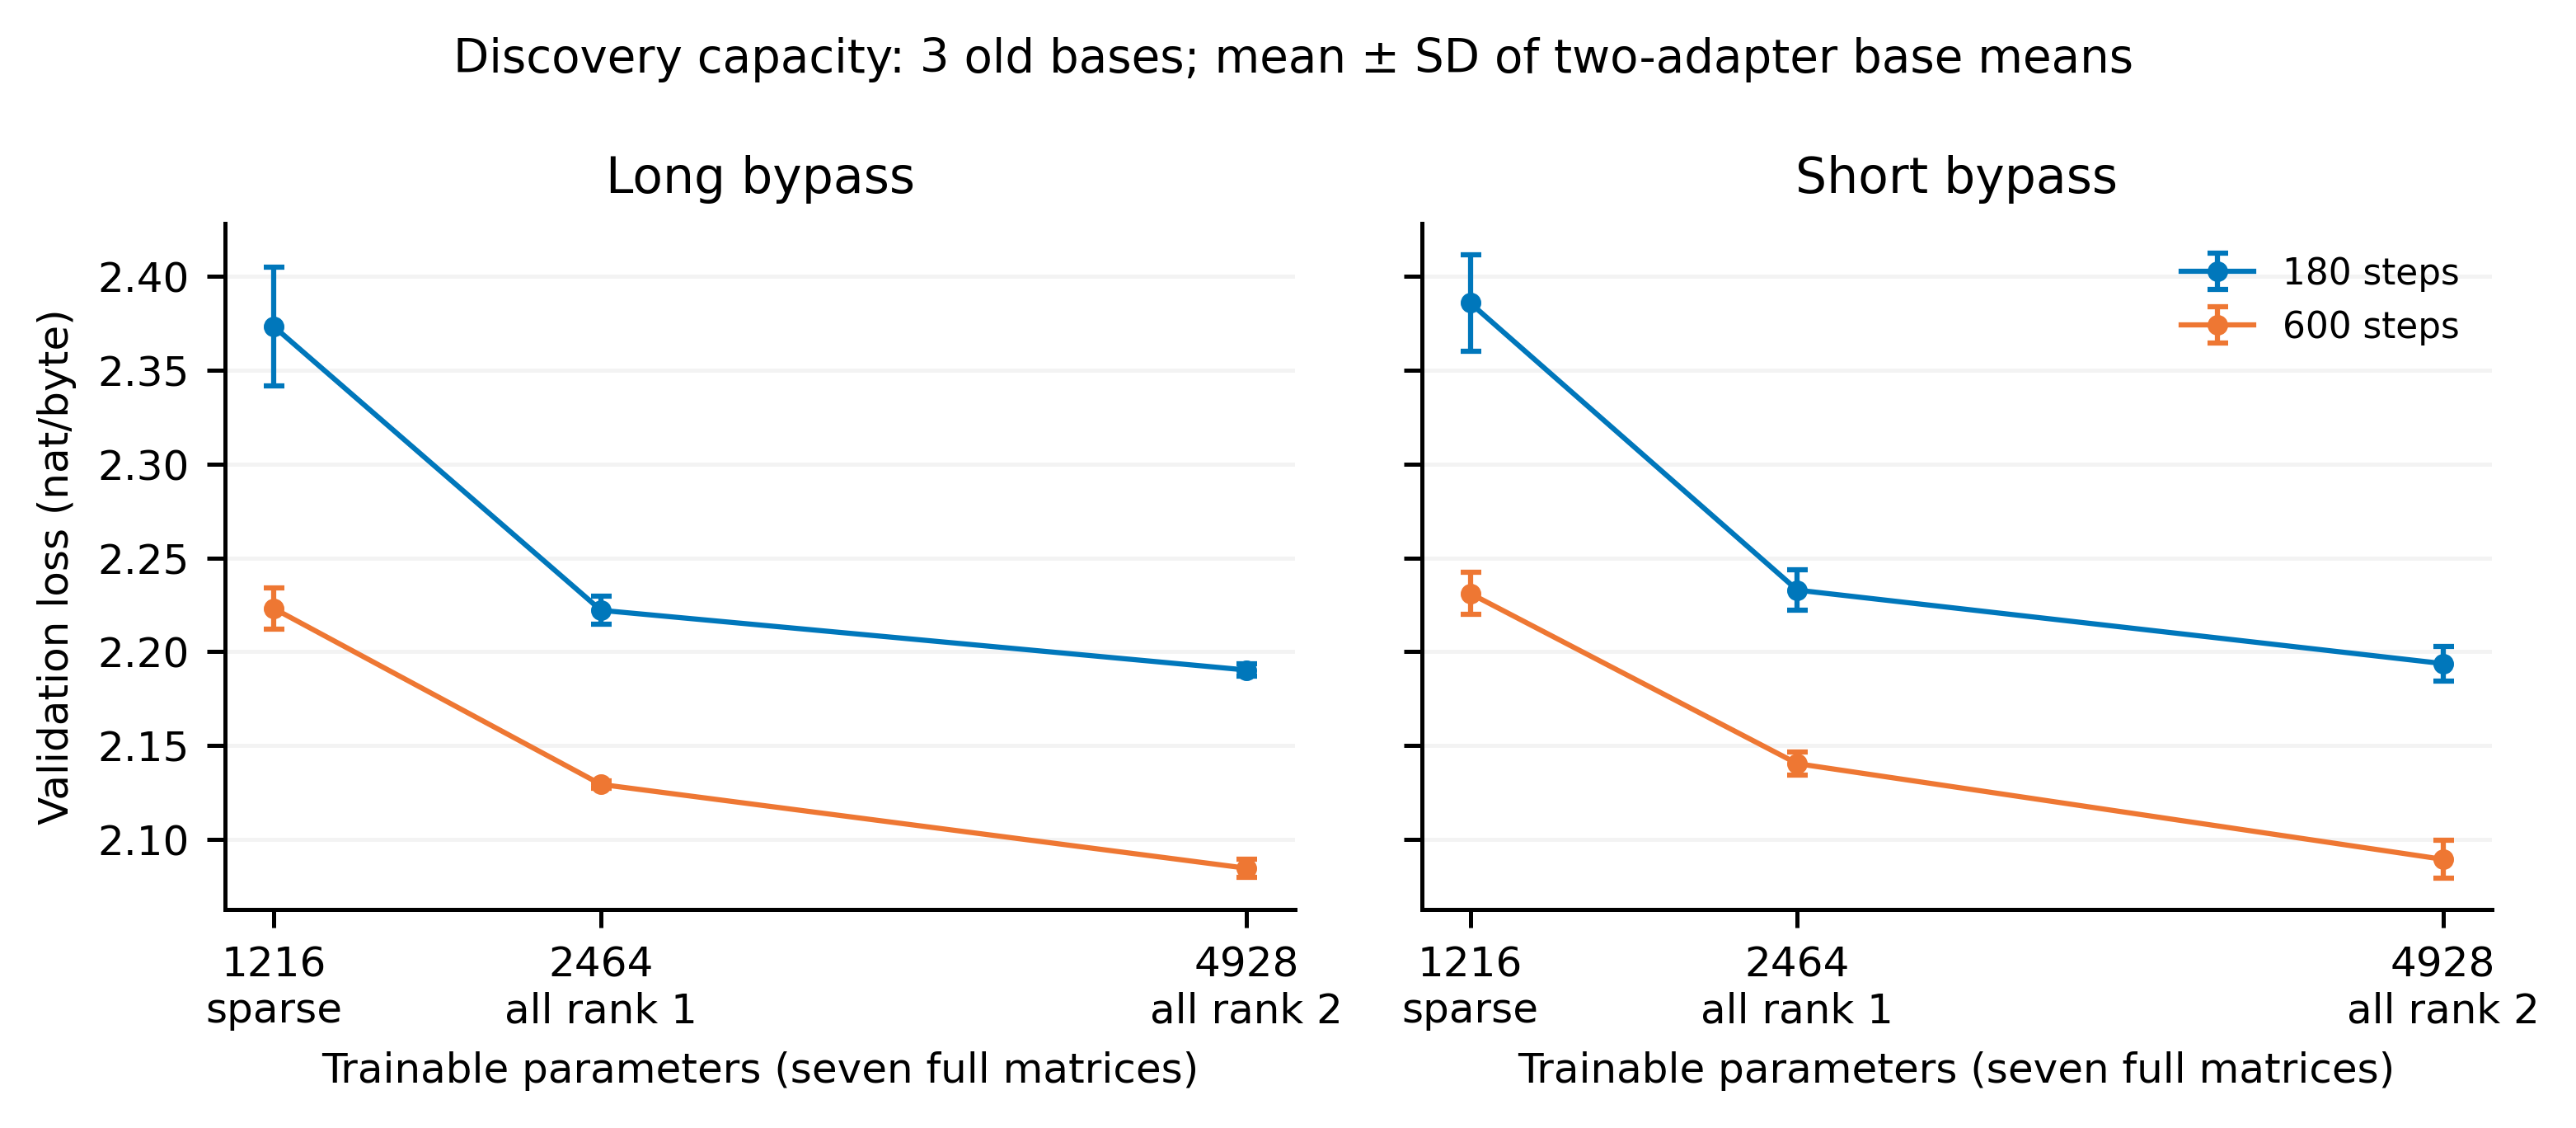 Discovery capacity: 3 old bases; mean ± SD of two-adapter base means
Long bypass
Short bypass
Validation loss (nat/byte)
2.40
2.35
2.30
2.25
2.20
2.15
2.10
180 steps
600 steps
1216
sparse
2464
all rank 1
4928
all rank 2
1216
sparse
2464
all rank 1
4928
all rank 2
Trainable parameters (seven full matrices)
Trainable parameters (seven full matrices)